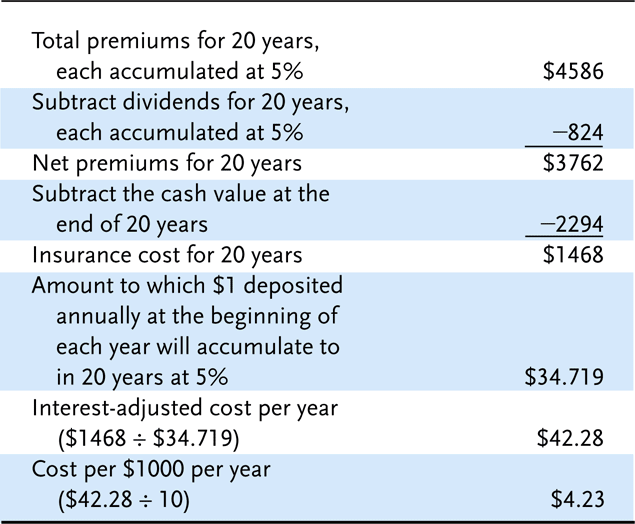 Total premiums for 20 years,
each accumulated at 5% $4586
Subtract dividends for 20 years,
each accumulated at 5% −824
Net premiums for 20 years $3762
Subtract the cash value at the
end of 20 years −2294
Insurance cost for 20 years $1468
Amount to which $1 deposited
annually at the beginning of
each year will accumulate to
in 20 years at 5% $34.719
Interest-adjusted cost per year
($1468 ÷ $34.719) $42.28
Cost per $1000 per year
($42.28 ÷ 10) $4.23